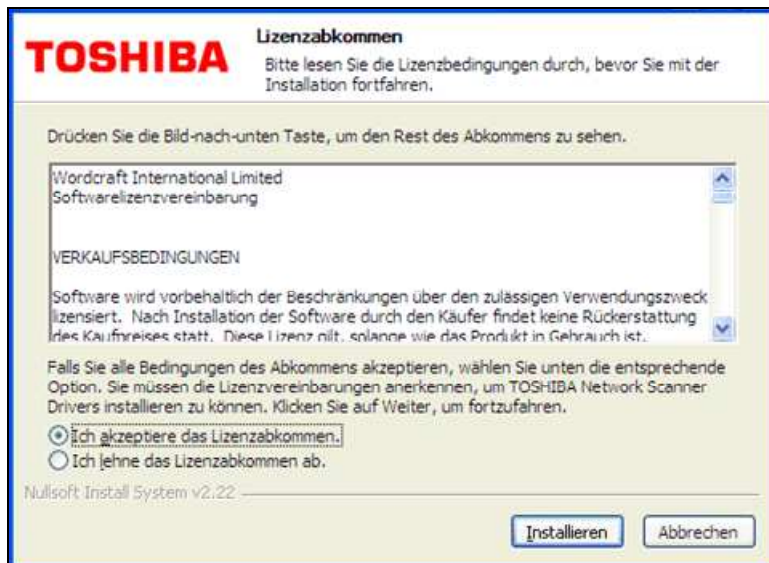 TOSHIBA
Lizenzabkommen
Bitte lesen Sie die Lizenzbedingungen durch, bevor Sie mit der
Installation fortfahren.
Drücken Sie die Bild-nach-unten Taste, um den Rest des Abkommens zu sehen.
Wordcraft International Limited
Softwarelizenzvereinbarung
VERKAUFSBEDINGUNGEN
Software wird vorbehaltlich der Beschränkungen über den zulässigen Verwendungszweck
lizensiert. Nach Installation der Software durch den Käufer findet keine Rückerstattung
des Kaufpreises statt. Diese Lizenz gilt, solange wie das Produkt in Gebrauch ist.
Falls Sie alle Bedingungen des Abkommens akzeptieren, wählen Sie unten die entsprechende
Option. Sie müssen die Lizenzvereinbarungen anerkennen, um TOSHIBA Network Scanner
Drivers installieren zu können. Klicken Sie auf Weiter, um fortzufahren.
Ich akzeptiere das Lizenzabkommen.
Ich lehne das Lizenzabkommen ab.
Nullsoft Install System v2.22
Installieren
Abbrechen